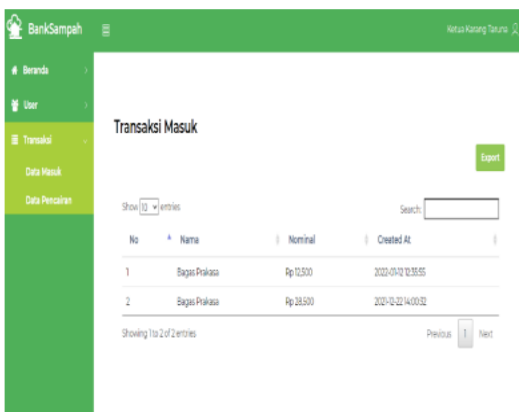 BankSampah
Ketua Karang Taruna
Beranda
User
Transaksi
Data Masuk
Data Pencairan
Transaksi Masuk
Export
Show 10 entries
Search:
No Nama Nominal Created At
1 Bagas Prakasa Rp 12,500 2022-01-12 12:35:55
2 Bagas Prakasa Rp 28,500 2021-12-22 14:00:52
Showing 1 to 2 of 2 entries
Previous 1 Next